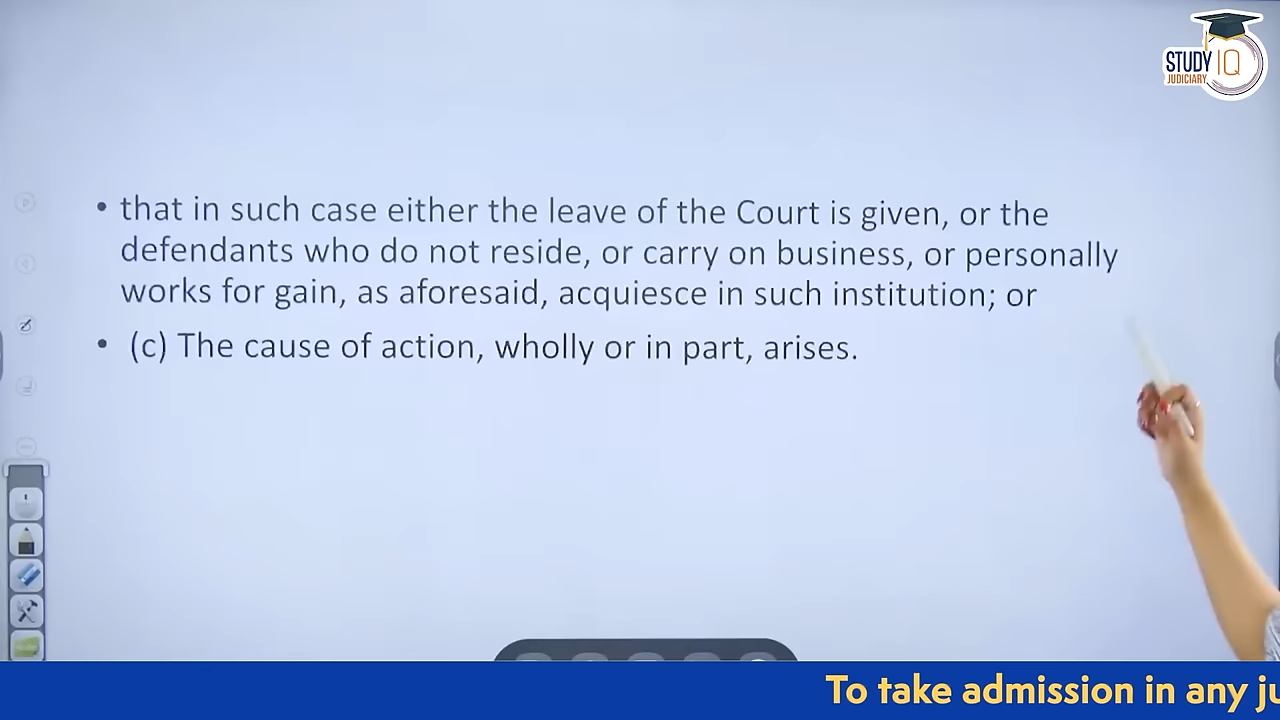 STUDY IQ
JUDICIARY
• that in such case either the leave of the Court is given, or the
defendants who do not reside, or carry on business, or personally
works for gain, as aforesaid, acquiesce in such institution; or
• (c) The cause of action, wholly or in part, arises.
To take admission in any ju